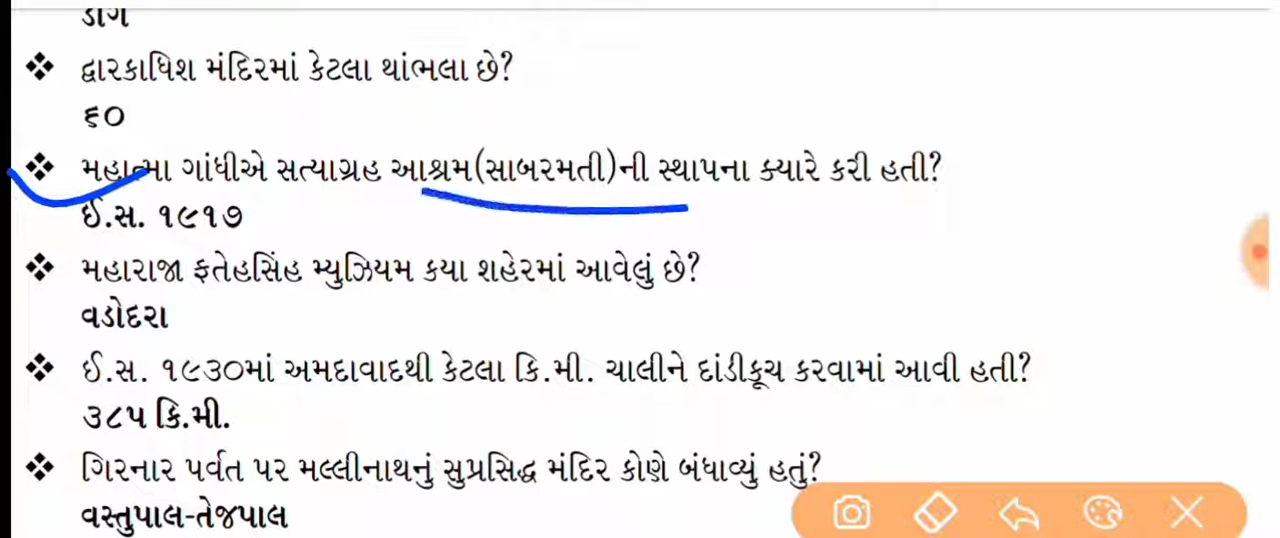 ડાંગ
❖ દ્વારકાધિશ મંદિરમાં કેટલા થાંભલા છે?
૬૦
❖ મહાત્મા ગાંધીએ સત્યાગ્રહ આશ્રમ(સાબરમતી)ની સ્થાપના ક્યારે કરી હતી?
ઈ.સ. ૧૯૧૭
❖ મહારાજા ફતેહસિંહ મ્યુઝિયમ કયા શહેરમાં આવેલું છે?
વડોદરા
❖ ઈ.સ. ૧૯૩૦માં અમદાવાદથી કેટલા કિ.મી. ચાલીને દાંડીકૂચ કરવામાં આવી હતી?
૩૮૫ કિ.મી.
❖ ગિરનાર પર્વત પર મલ્લીનાથનું સુપ્રસિદ્ધ મંદિર કોણે બંધાવ્યું હતું?
વસ્તુપાલ-તેજપાલ